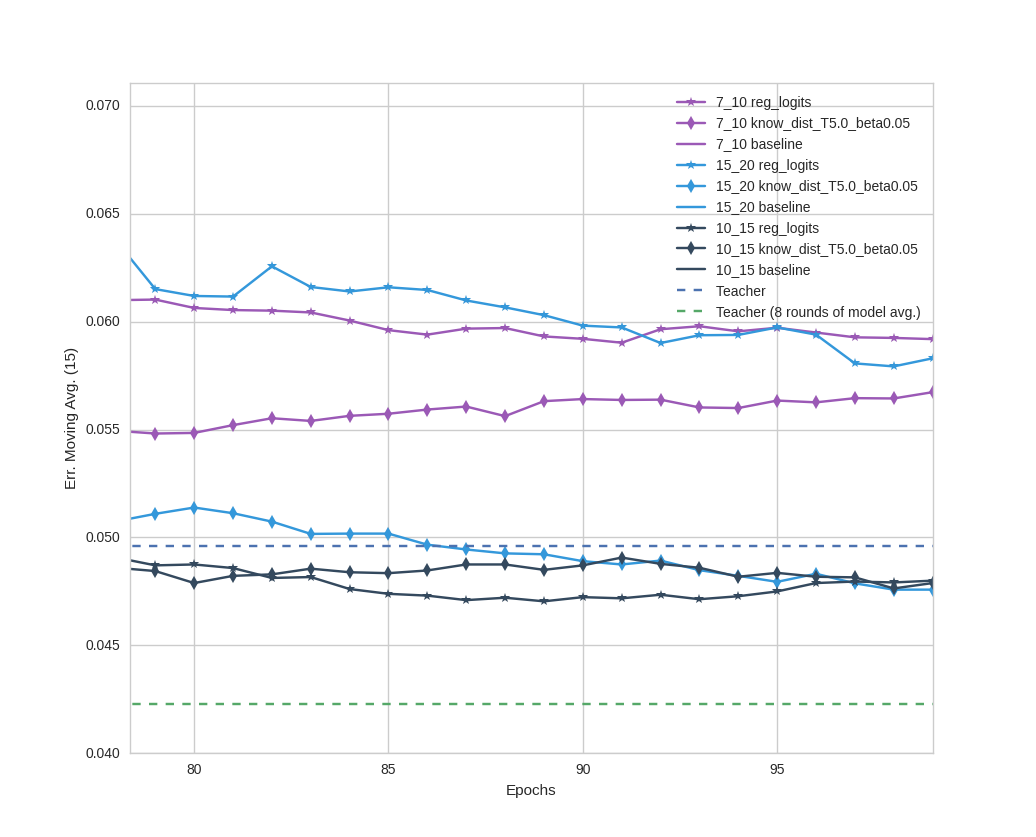 0.070
0.065
0.060
0.055
0.050
0.045
0.040
Err. Moving Avg. (15)
7_10 reg_logits
7_10 know_dist_T5.0_beta0.05
7_10 baseline
15_20 reg_logits
15_20 know_dist_T5.0_beta0.05
15_20 baseline
10_15 reg_logits
10_15 know_dist_T5.0_beta0.05
10_15 baseline
Teacher
Teacher (8 rounds of model avg.)
80 85 90 95
Epochs